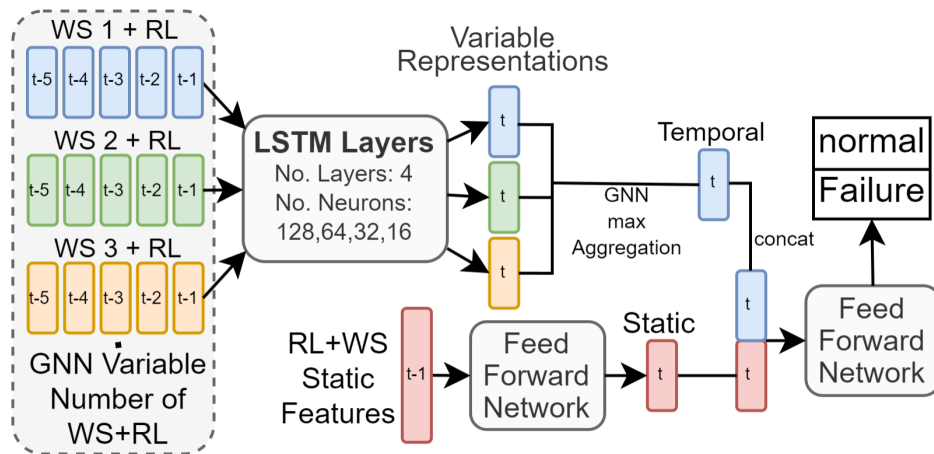 WS 1 + RL
t-5 t-4 t-3 t-2 t-1
WS 2 + RL
t-5 t-4 t-3 t-2 t-1
WS 3 + RL
t-5 t-4 t-3 t-2 t-1
GNN Variable
Number of
WS+RL
LSTM Layers
No. Layers: 4
No. Neurons:
128,64,32,16
Variable
Representations
t
t
t
GNN
max
Aggregation
Temporal
t
concat
RL+WS
Static
Features
t-1
Feed
Forward
Network
Static
t
t
t
Feed
Forward
Network
normal
Failure